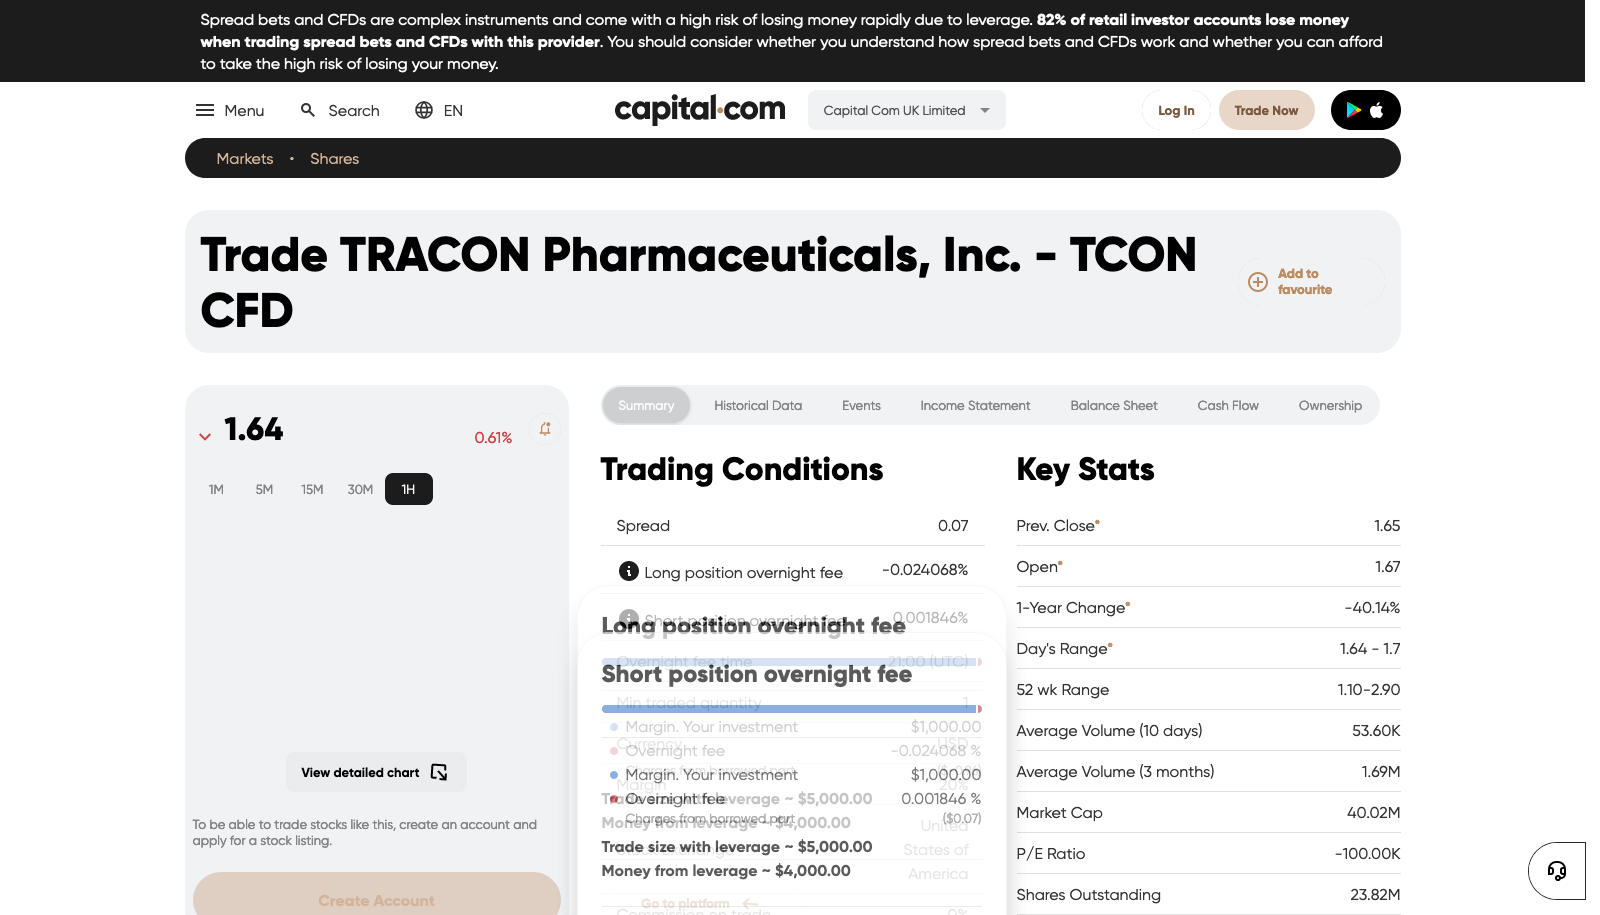 Spread bets and CFDs are complex instruments and come with a high risk of losing money rapidly due to leverage. 82% of retail investor accounts lose money
when trading spread bets and CFDs with this provider. You should consider whether you understand how spread bets and CFDs work and whether you can afford
to take the high risk of losing your money.
Menu
Search
EN
capital.com
Capital Com UK Limited
Log In
Trade Now
Markets • Shares
Trade TRACON Pharmaceuticals, Inc. - TCON
CFD
Add to
favourite
1.64
0.61%
1M 5M 15M 30M 1H
View detailed chart
To be able to trade stocks like this, create an account and
apply for a stock listing.
Create Account
Summary
Historical Data
Events
Income Statement
Balance Sheet
Cash Flow
Ownership
Trading Conditions
Spread 0.07
Long position overnight fee -0.024068%
Short position overnight fee 0.001846%
Long position overnight fee
Overnight fee time 21:00 (UTC)
Short position overnight fee
Min traded quantity 1
Margin. Your investment $1,000.00
Currency USD
Overnight fee -0.024068 %
Charges from borrowed part
Margin. Your investment $1,000.00
Margin 20%
Trade size with leverage ~ $5,000.00
Overnight fee 0.001846 %
Charges from borrowed part ($0.07)
Money from leverage ~ $4,000.00
United
States of
America
Trade size with leverage ~ $5,000.00
Money from leverage ~ $4,000.00
Go to platform
Commission on trade 0%
Key Stats
Prev. Close* 1.65
Open* 1.67
1-Year Change* -40.14%
Day's Range* 1.64 - 1.7
52 wk Range 1.10-2.90
Average Volume (10 days) 53.60K
Average Volume (3 months) 1.69M
Market Cap 40.02M
P/E Ratio -100.00K
Shares Outstanding 23.82M